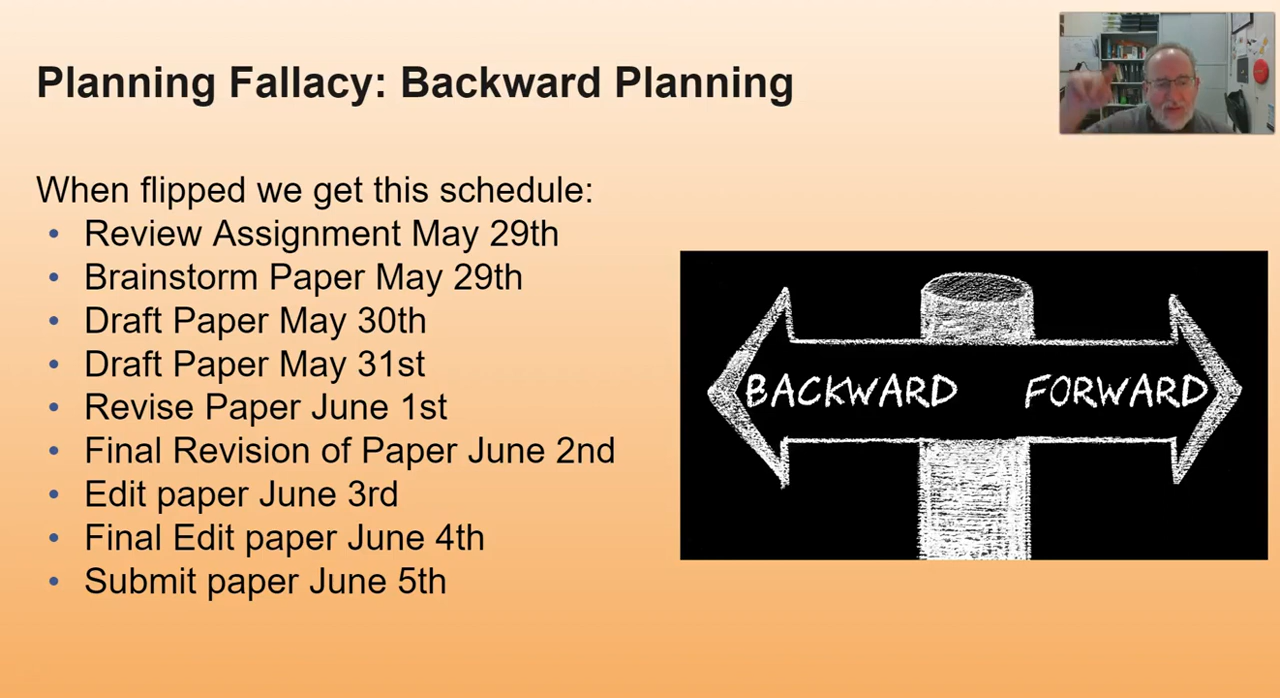 Planning Fallacy: Backward Planning
When flipped we get this schedule:
• Review Assignment May 29th
• Brainstorm Paper May 29th
• Draft Paper May 30th
• Draft Paper May 31st
• Revise Paper June 1st
• Final Revision of Paper June 2nd
• Edit paper June 3rd
• Final Edit paper June 4th
• Submit paper June 5th
BACKWARD FORWARD